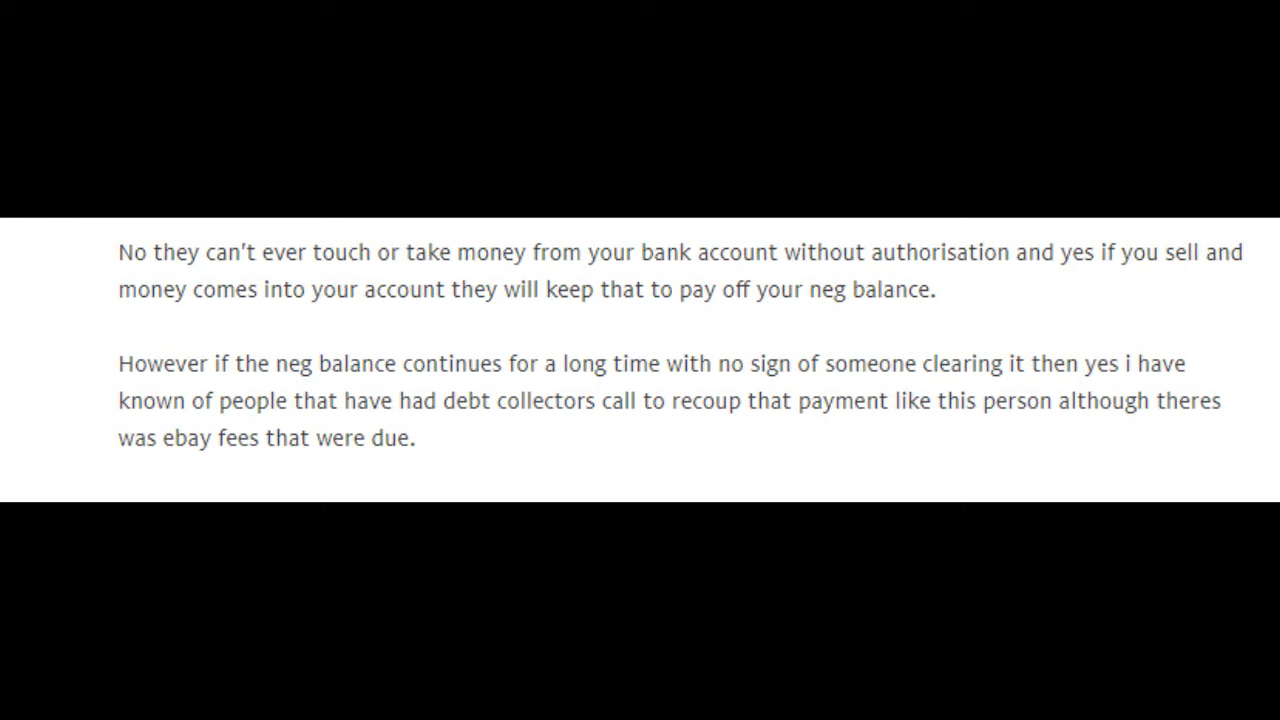 No they can't ever touch or take money from your bank account without authorisation and yes if you sell and
money comes into your account they will keep that to pay off your neg balance.
However if the neg balance continues for a long time with no sign of someone clearing it then yes i have
known of people that have had debt collectors call to recoup that payment like this person although theres
was ebay fees that were due.